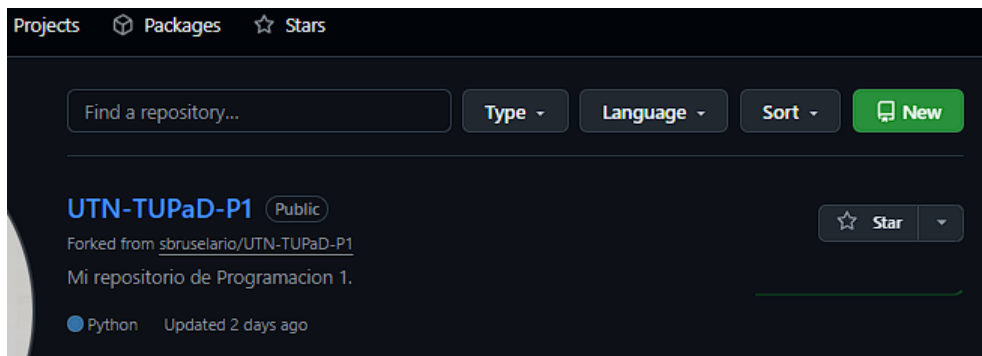 Projects Packages Stars
Find a repository... Type Language Sort New
UTN-TUPaD-P1 Public
Star
Forked from sbruselario/UTN-TUPaD-P1
Mi repositorio de Programacion 1.
Python Updated 2 days ago